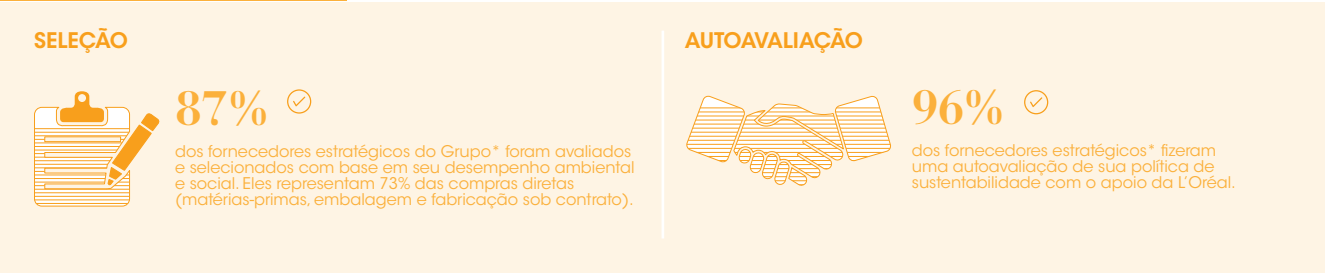 SELEÇÃO
87%
dos fornecedores estratégicos do Grupo* foram avaliados
e selecionados com base em seu desempenho ambiental
e social. Eles representam 73% das compras diretas
(matérias-primas, embalagem e fabricação sob contrato).
AUTOAVALIAÇÃO
96%
dos fornecedores estratégicos* fizeram
uma autoavaliação de sua política de
sustentabilidade com o apoio da L’Oréal.